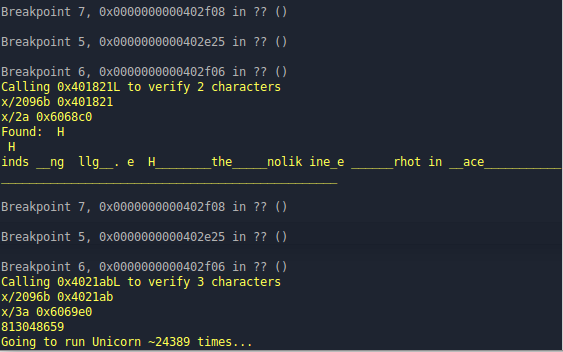 Breakpoint 7, 0x0000000000402f08 in ?? ()
Breakpoint 5, 0x0000000000402e25 in ?? ()
Breakpoint 6, 0x0000000000402f06 in ?? ()
Calling 0x401821L to verify 2 characters
x/2096b 0x401821
x/2a 0x6068c0
Found:  H
 H
inds __ng  llg__. e  H________the_____nolik ine_e ______rhot in __ace___________
________________________________________________
Breakpoint 7, 0x0000000000402f08 in ?? ()
Breakpoint 5, 0x0000000000402e25 in ?? ()
Breakpoint 6, 0x0000000000402f06 in ?? ()
Calling 0x4021abL to verify 3 characters
x/2096b 0x4021ab
x/3a 0x6069e0
813048659
Going to run Unicorn ~24389 times...